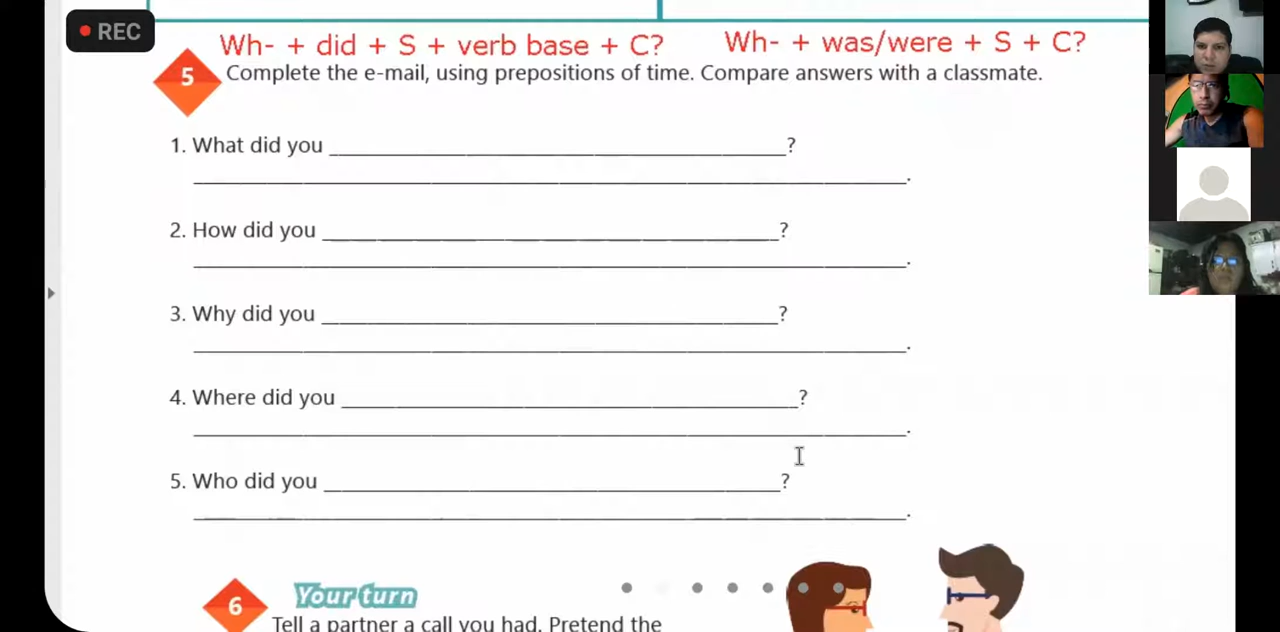 REC
Wh- + did + S + verb base + C?
Wh- + was/were + S + C?
5
Complete the e-mail, using prepositions of time. Compare answers with a classmate.
1. What did you ?
.
2. How did you ?
.
3. Why did you ?
.
4. Where did you ?
.
5. Who did you ?
.
6
Your turn
Tell a partner a call you had. Pretend the